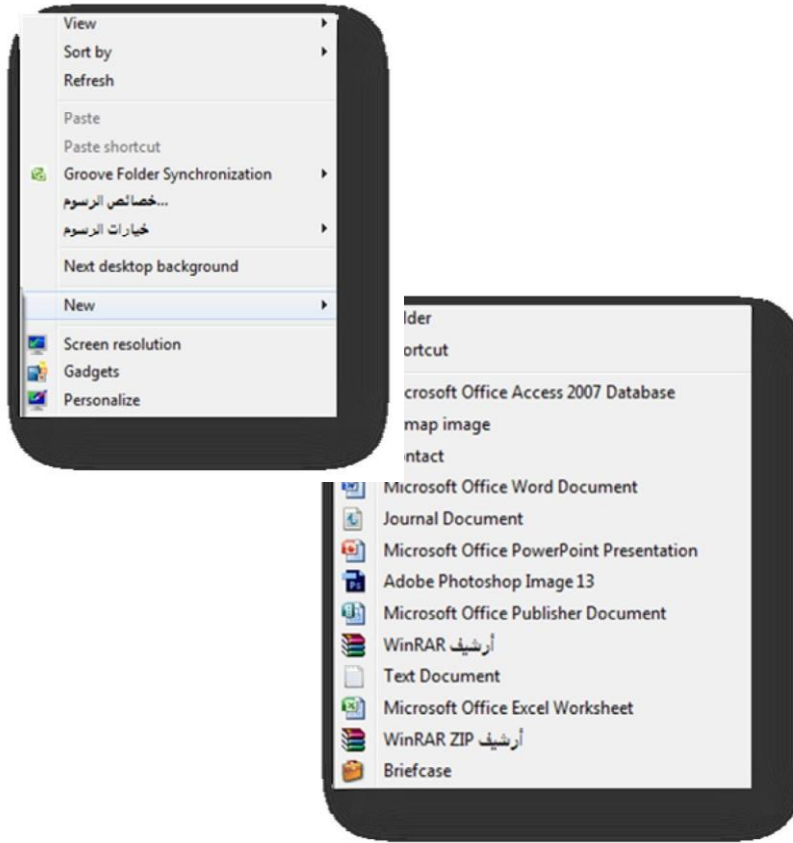 View
Sort by
Refresh
Paste
Paste shortcut
Groove Folder Synchronization
خصائص الرسوم...
خيارات الرسوم
Next desktop background
New
Screen resolution
Gadgets
Personalize
lder
ortcut
crosoft Office Access 2007 Database
map image
ntact
Microsoft Office Word Document
Journal Document
Microsoft Office PowerPoint Presentation
Adobe Photoshop Image 13
Microsoft Office Publisher Document
أرشيف WinRAR
Text Document
Microsoft Office Excel Worksheet
أرشيف WinRAR ZIP
Briefcase